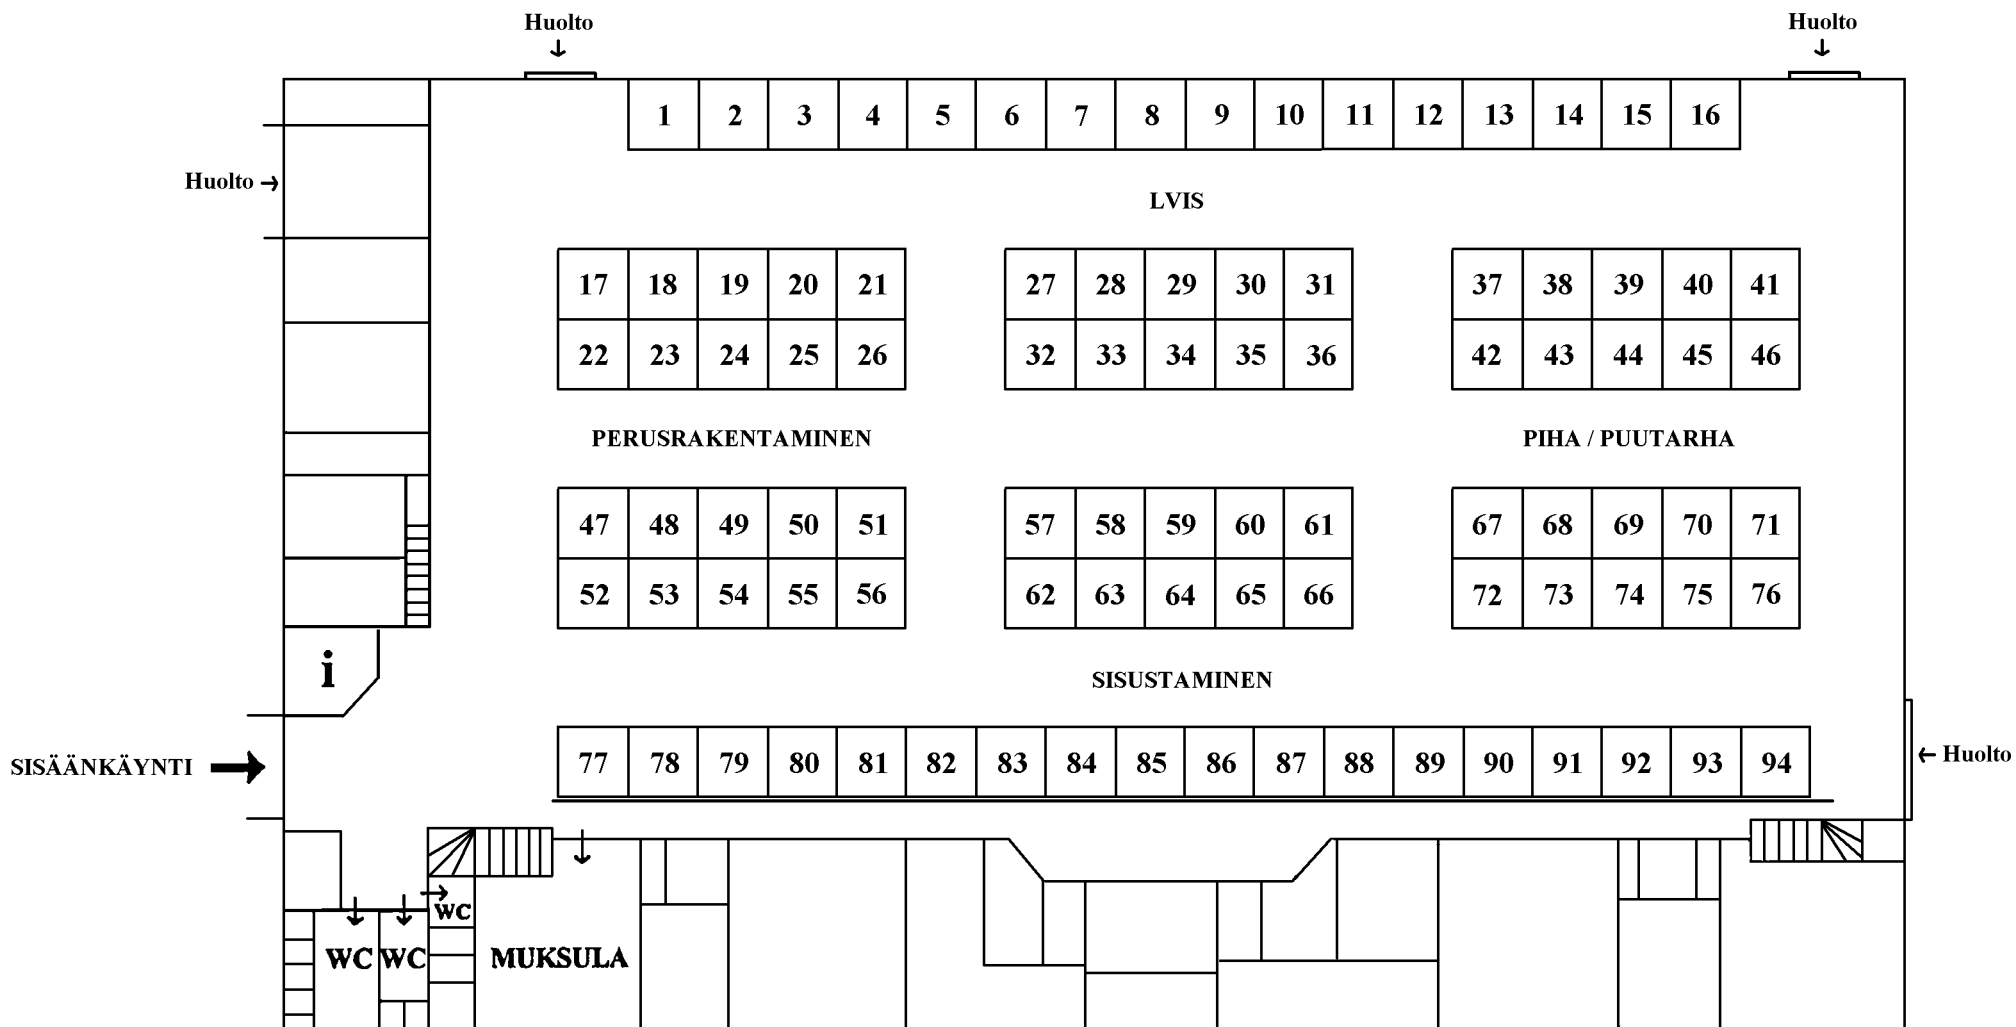 Huolto Huolto
1 2 3 4 5 6 7 8 9 10 11 12 13 14 15 16
Huolto
LVIS
17 18 19 20 21 27 28 29 30 31 37 38 39 40 41
22 23 24 25 26 32 33 34 35 36 42 43 44 45 46
PERUSRAKENTAMINEN PIHA / PUUTARHA
47 48 49 50 51 57 58 59 60 61 67 68 69 70 71
52 53 54 55 56 62 63 64 65 66 72 73 74 75 76
i
SISUSTAMINEN
SISÄÄNKÄYNTI 77 78 79 80 81 82 83 84 85 86 87 88 89 90 91 92 93 94 Huolto
WC
WC WC MUKSULA